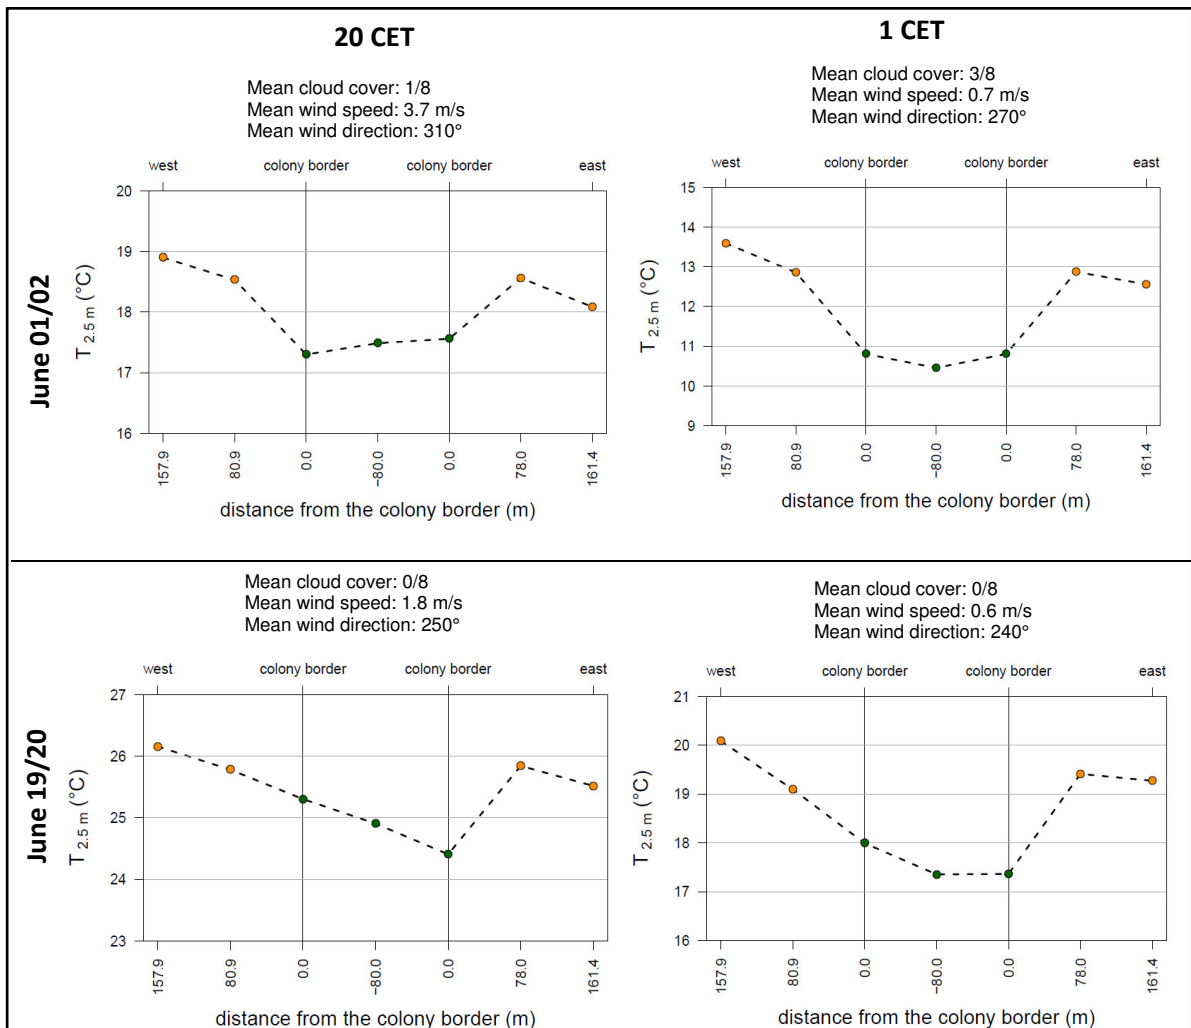 20 CET
1 CET
June 01/02
Mean cloud cover: 1/8
Mean wind speed: 3.7 m/s
Mean wind direction: 310°
west colony border colony border east
20
19
18
17
16
T 2.5 m (°C)
157.9 80.9 0.0 −80.0 0.0 78.0 161.4
distance from the colony border (m)
Mean cloud cover: 3/8
Mean wind speed: 0.7 m/s
Mean wind direction: 270°
west colony border colony border east
15
14
13
12
11
10
9
T 2.5 m (°C)
157.9 80.9 0.0 −80.0 0.0 78.0 161.4
distance from the colony border (m)
June 19/20
Mean cloud cover: 0/8
Mean wind speed: 1.8 m/s
Mean wind direction: 250°
west colony border colony border east
27
26
25
24
23
T 2.5 m (°C)
157.9 80.9 0.0 −80.0 0.0 78.0 161.4
distance from the colony border (m)
Mean cloud cover: 0/8
Mean wind speed: 0.6 m/s
Mean wind direction: 240°
west colony border colony border east
21
20
19
18
17
16
T 2.5 m (°C)
157.9 80.9 0.0 −80.0 0.0 78.0 161.4
distance from the colony border (m)